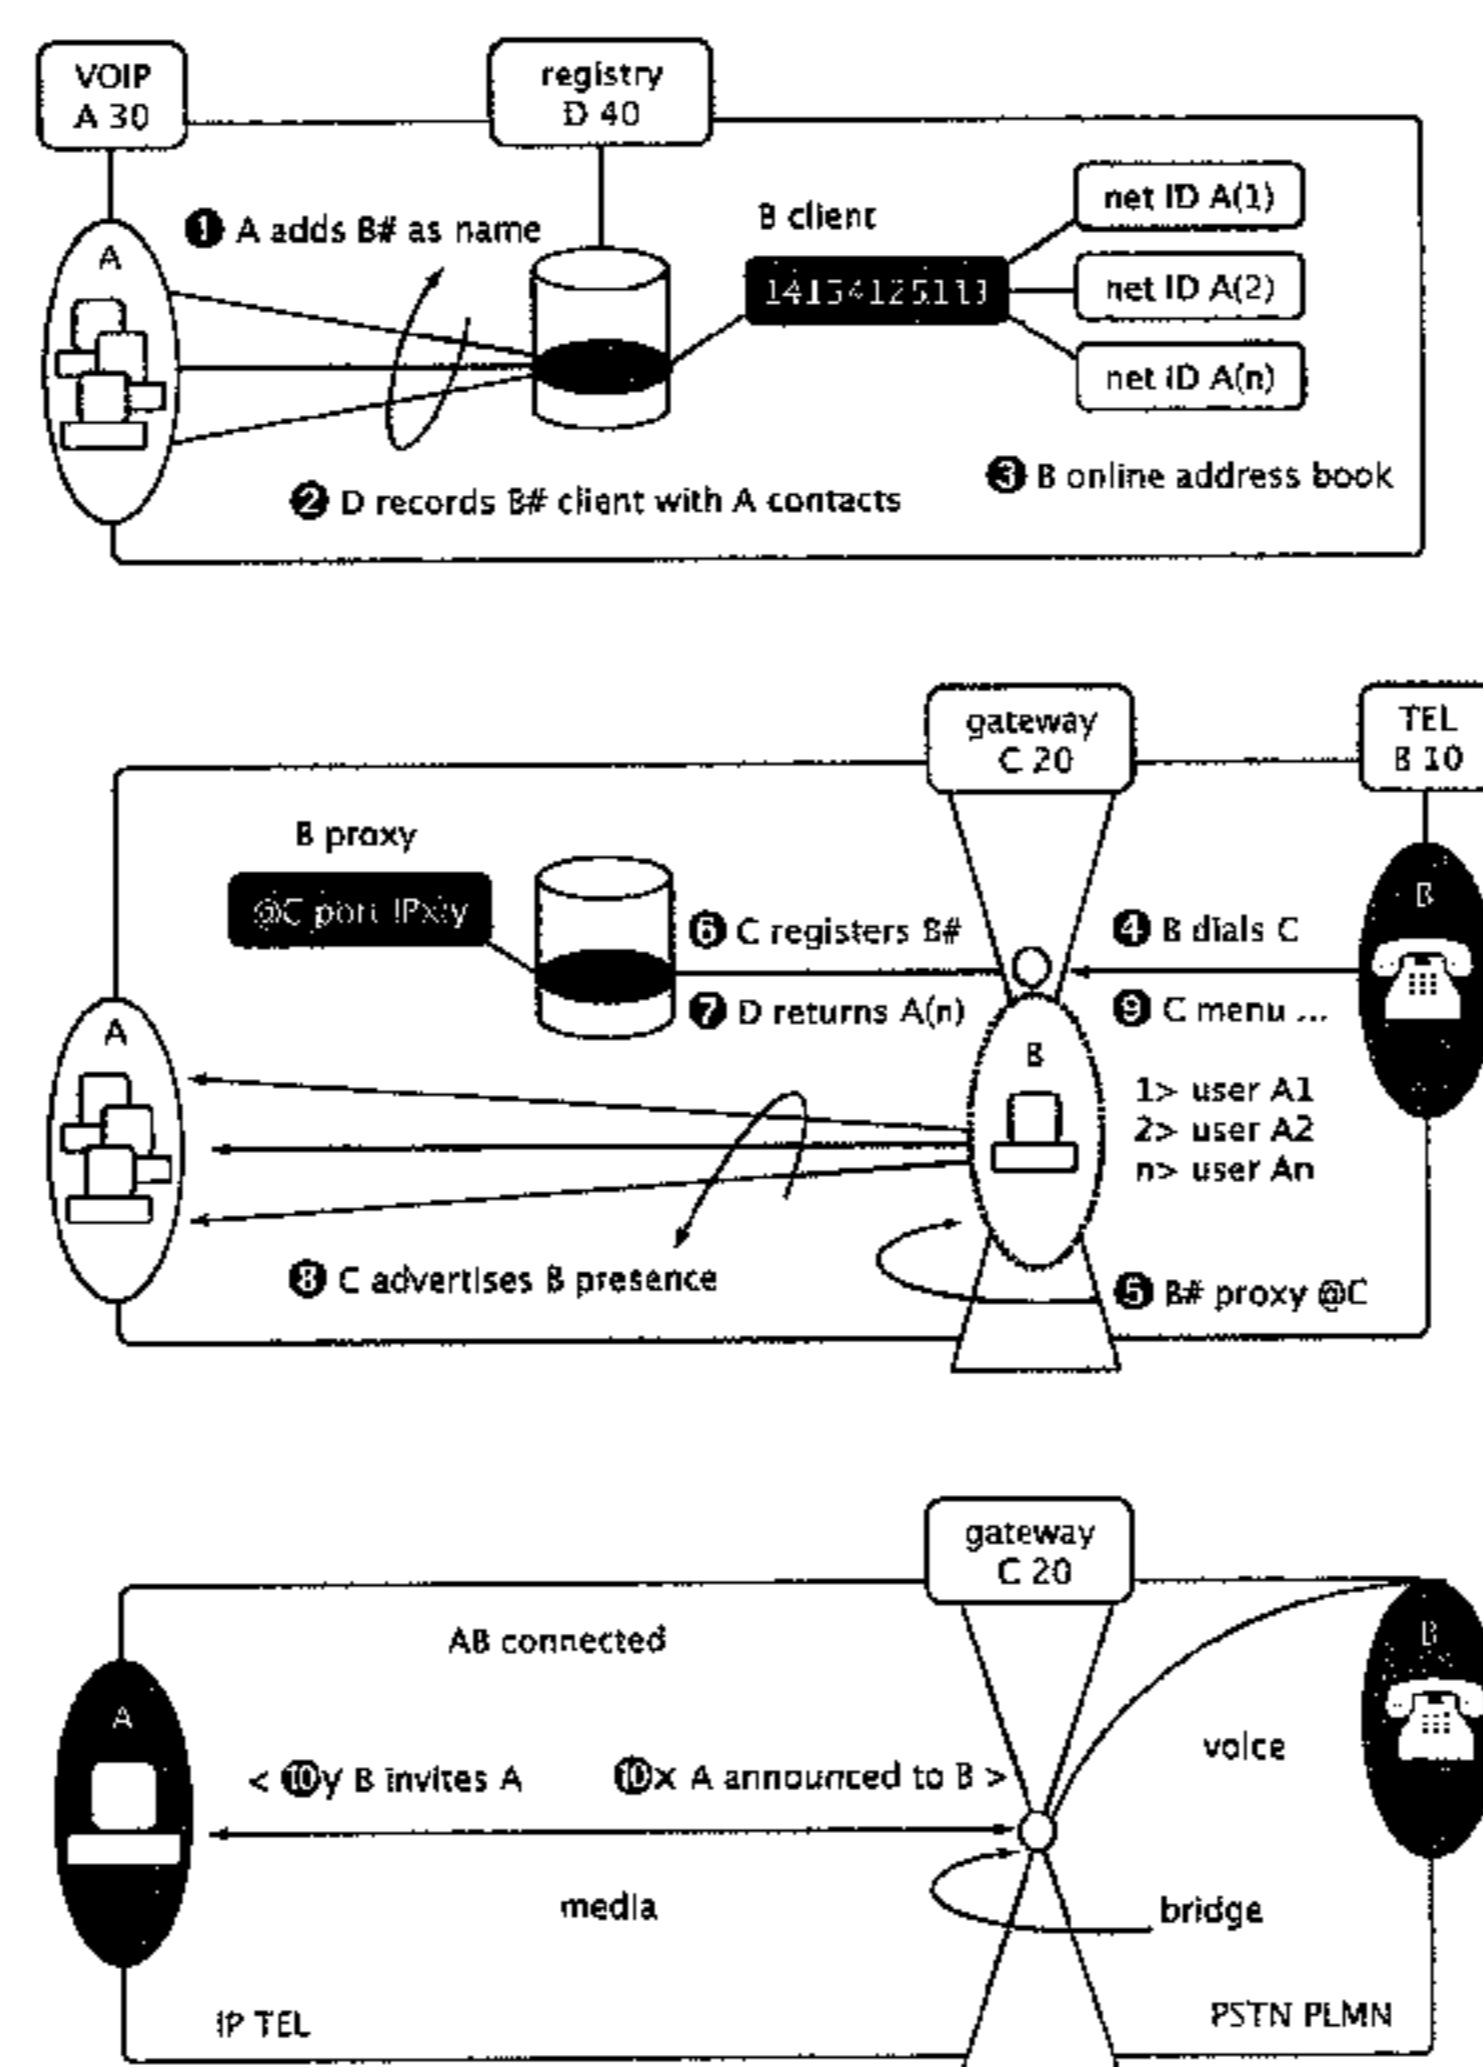 VOIP
A 30
registry
D 40
❶ A adds B# as name
A
B client
net ID A(1)
net ID A(2)
net ID A(n)
❷ D records B# client with A contacts
❸ B online address book
gateway
C 20
TEL
B 10
B proxy
@C port IPx:y
❻ C registers B#
❹ B dials C
B
❼ D returns A(n)
❾ C menu ...
A
B
1> user A1
2> user A2
n> user An
❽ C advertises B presence
❺ B# proxy @C
gateway
C 20
AB connected
B
A
voice
< ❿y B invites A
❿x A announced to B >
media
bridge
IP TEL
PSTN PLMN